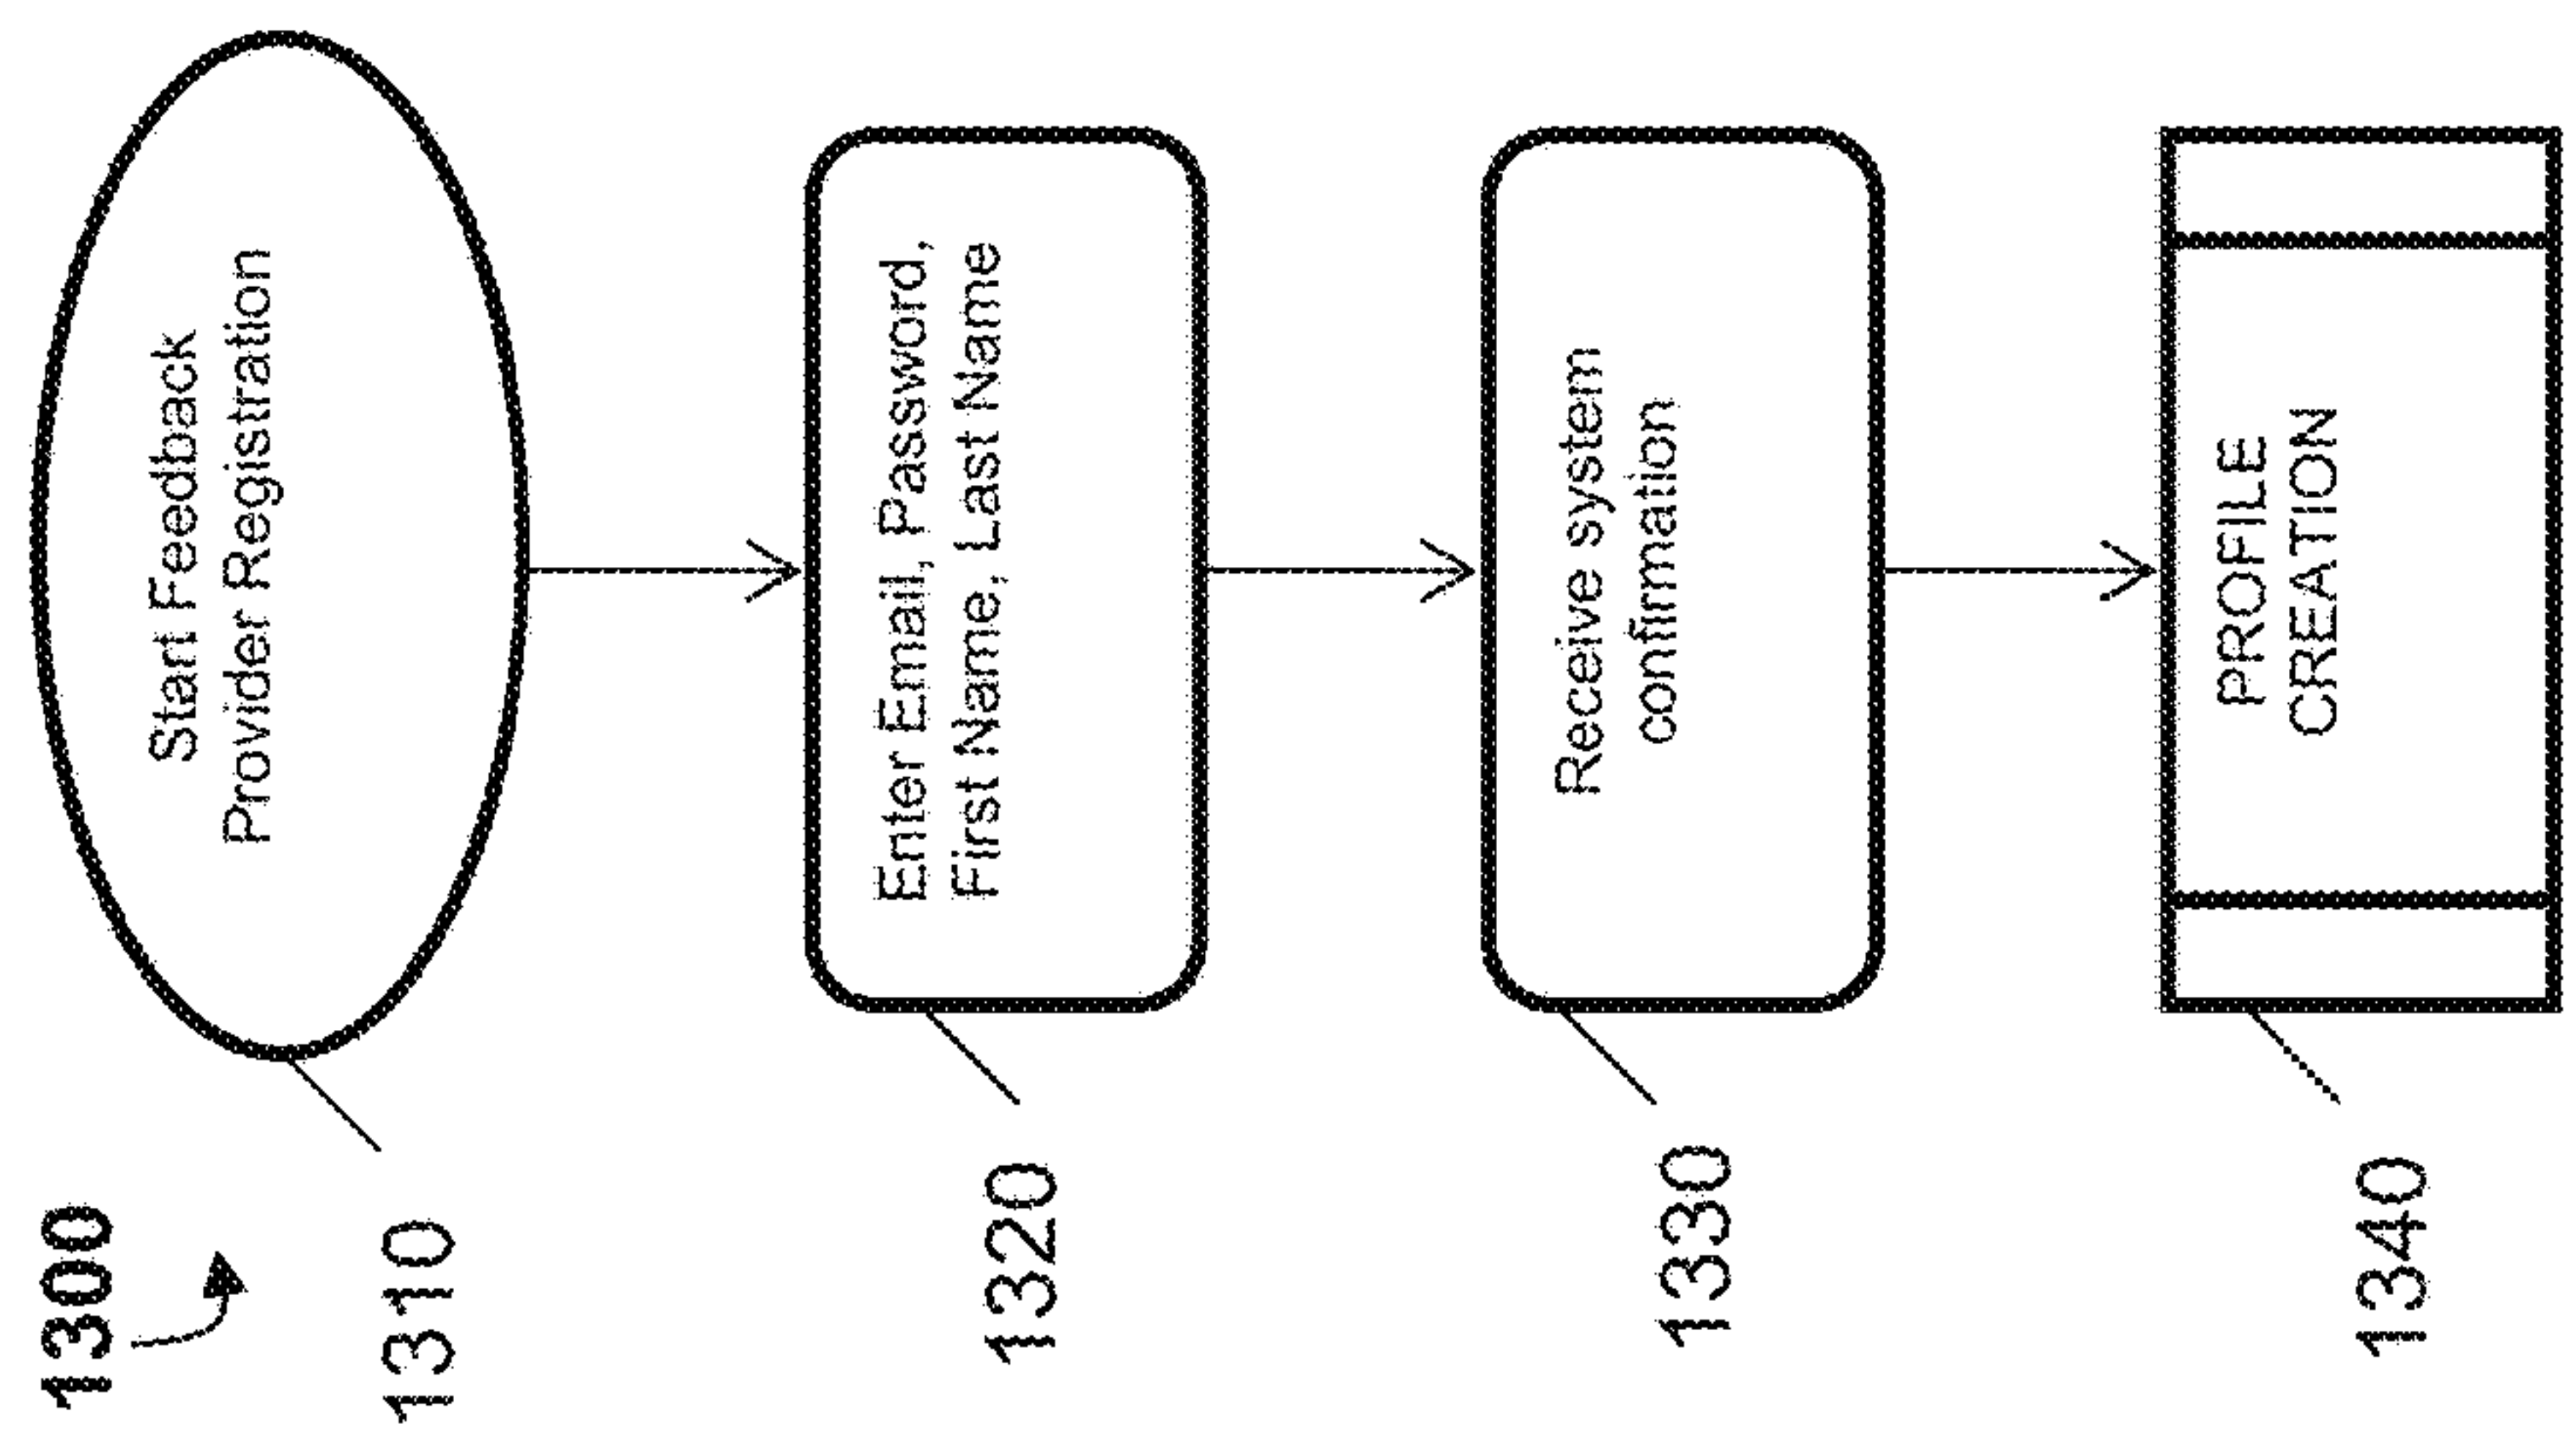 1300
Start Feedback
Provider Registration
1310
Enter Email, Password,
First Name, Last Name
1320
Receive system
confirmation
1330
PROFILE
CREATION
1340